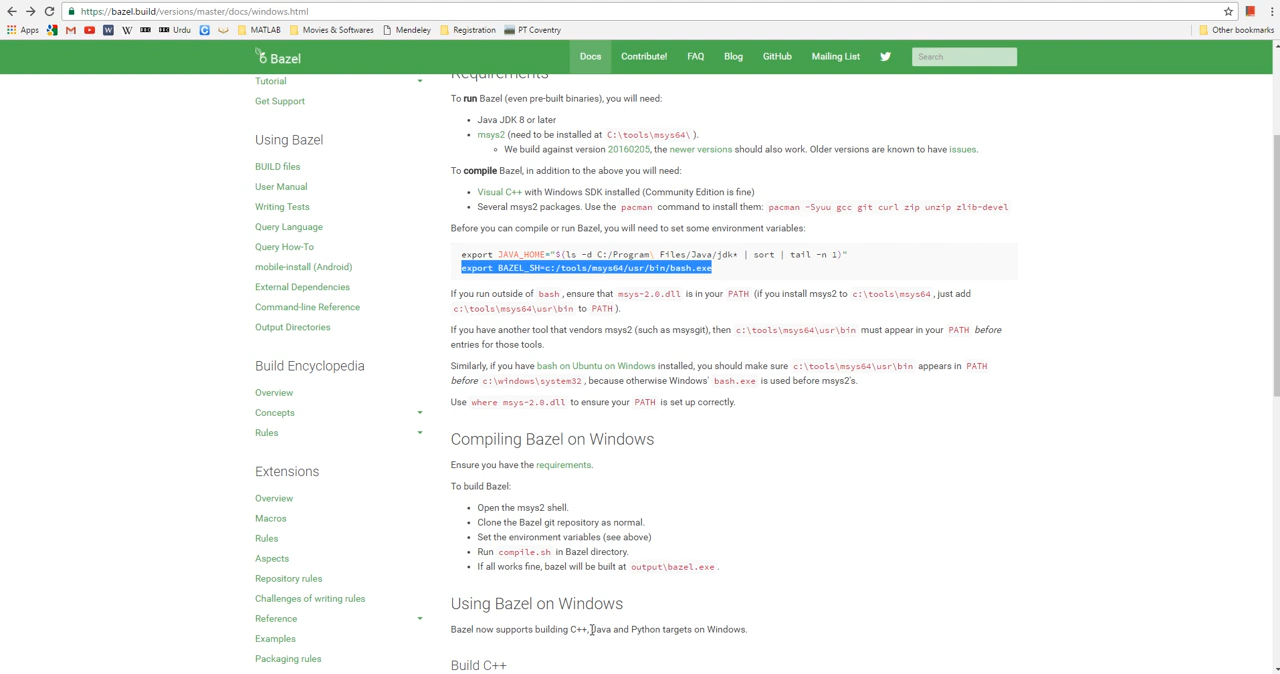 https://bazel.build/versions/master/docs/windows.html
Apps
MATLAB
Movies & Softwares
Mendeley
Registration
PT Coventry
Urdu
Other bookmarks
Bazel
Docs
Contribute!
FAQ
Blog
GitHub
Mailing List
Search
Tutorial
Get Support
Using Bazel
BUILD files
User Manual
Writing Tests
Query Language
Query How-To
mobile-install (Android)
External Dependencies
Command-line Reference
Output Directories
Build Encyclopedia
Overview
Concepts
Rules
Extensions
Overview
Macros
Rules
Aspects
Repository rules
Challenges of writing rules
Reference
Examples
Packaging rules
Requirements
To run Bazel (even pre-built binaries), you will need:
Java JDK 8 or later
msys2 (need to be installed at C:\tools\msys64\ ).
We build against version 20160205, the newer versions should also work. Older versions are known to have issues.
To compile Bazel, in addition to the above you will need:
Visual C++ with Windows SDK installed (Community Edition is fine)
Several msys2 packages. Use the pacman command to install them: pacman -Syuu gcc git curl zip unzip zlib-devel
Before you can compile or run Bazel, you will need to set some environment variables:
export JAVA_HOME="$(ls -d C:/Program\ Files/Java/jdk* | sort | tail -n 1)"
export BAZEL_SH=c:/tools/msys64/usr/bin/bash.exe
If you run outside of bash , ensure that msys-2.0.dll is in your PATH (if you install msys2 to c:\tools\msys64 , just add
c:\tools\msys64\usr\bin to PATH ).
If you have another tool that vendors msys2 (such as msysgit), then c:\tools\msys64\usr\bin must appear in your PATH before
entries for those tools.
Similarly, if you have bash on Ubuntu on Windows installed, you should make sure c:\tools\msys64\usr\bin appears in PATH
before c:\windows\system32 , because otherwise Windows' bash.exe is used before msys2's.
Use where msys-2.0.dll to ensure your PATH is set up correctly.
Compiling Bazel on Windows
Ensure you have the requirements.
To build Bazel:
Open the msys2 shell.
Clone the Bazel git repository as normal.
Set the environment variables (see above)
Run compile.sh in Bazel directory.
If all works fine, bazel will be built at output\bazel.exe .
Using Bazel on Windows
Bazel now supports building C++, Java and Python targets on Windows.
Build C++